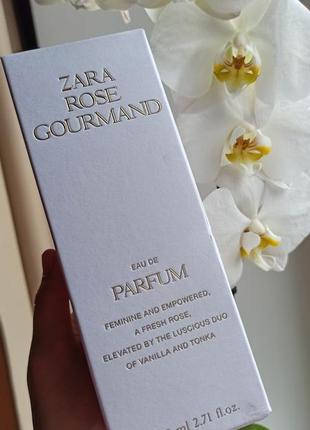 ZARA
ROSE
GOURMAND
EAU DE
PARFUM
FEMININE AND EMPOWERED,
A FRESH ROSE,
ELEVATED BY THE LUSCIOUS DUO
OF VANILLA AND TONKA
ml 2.71 fl.oz.